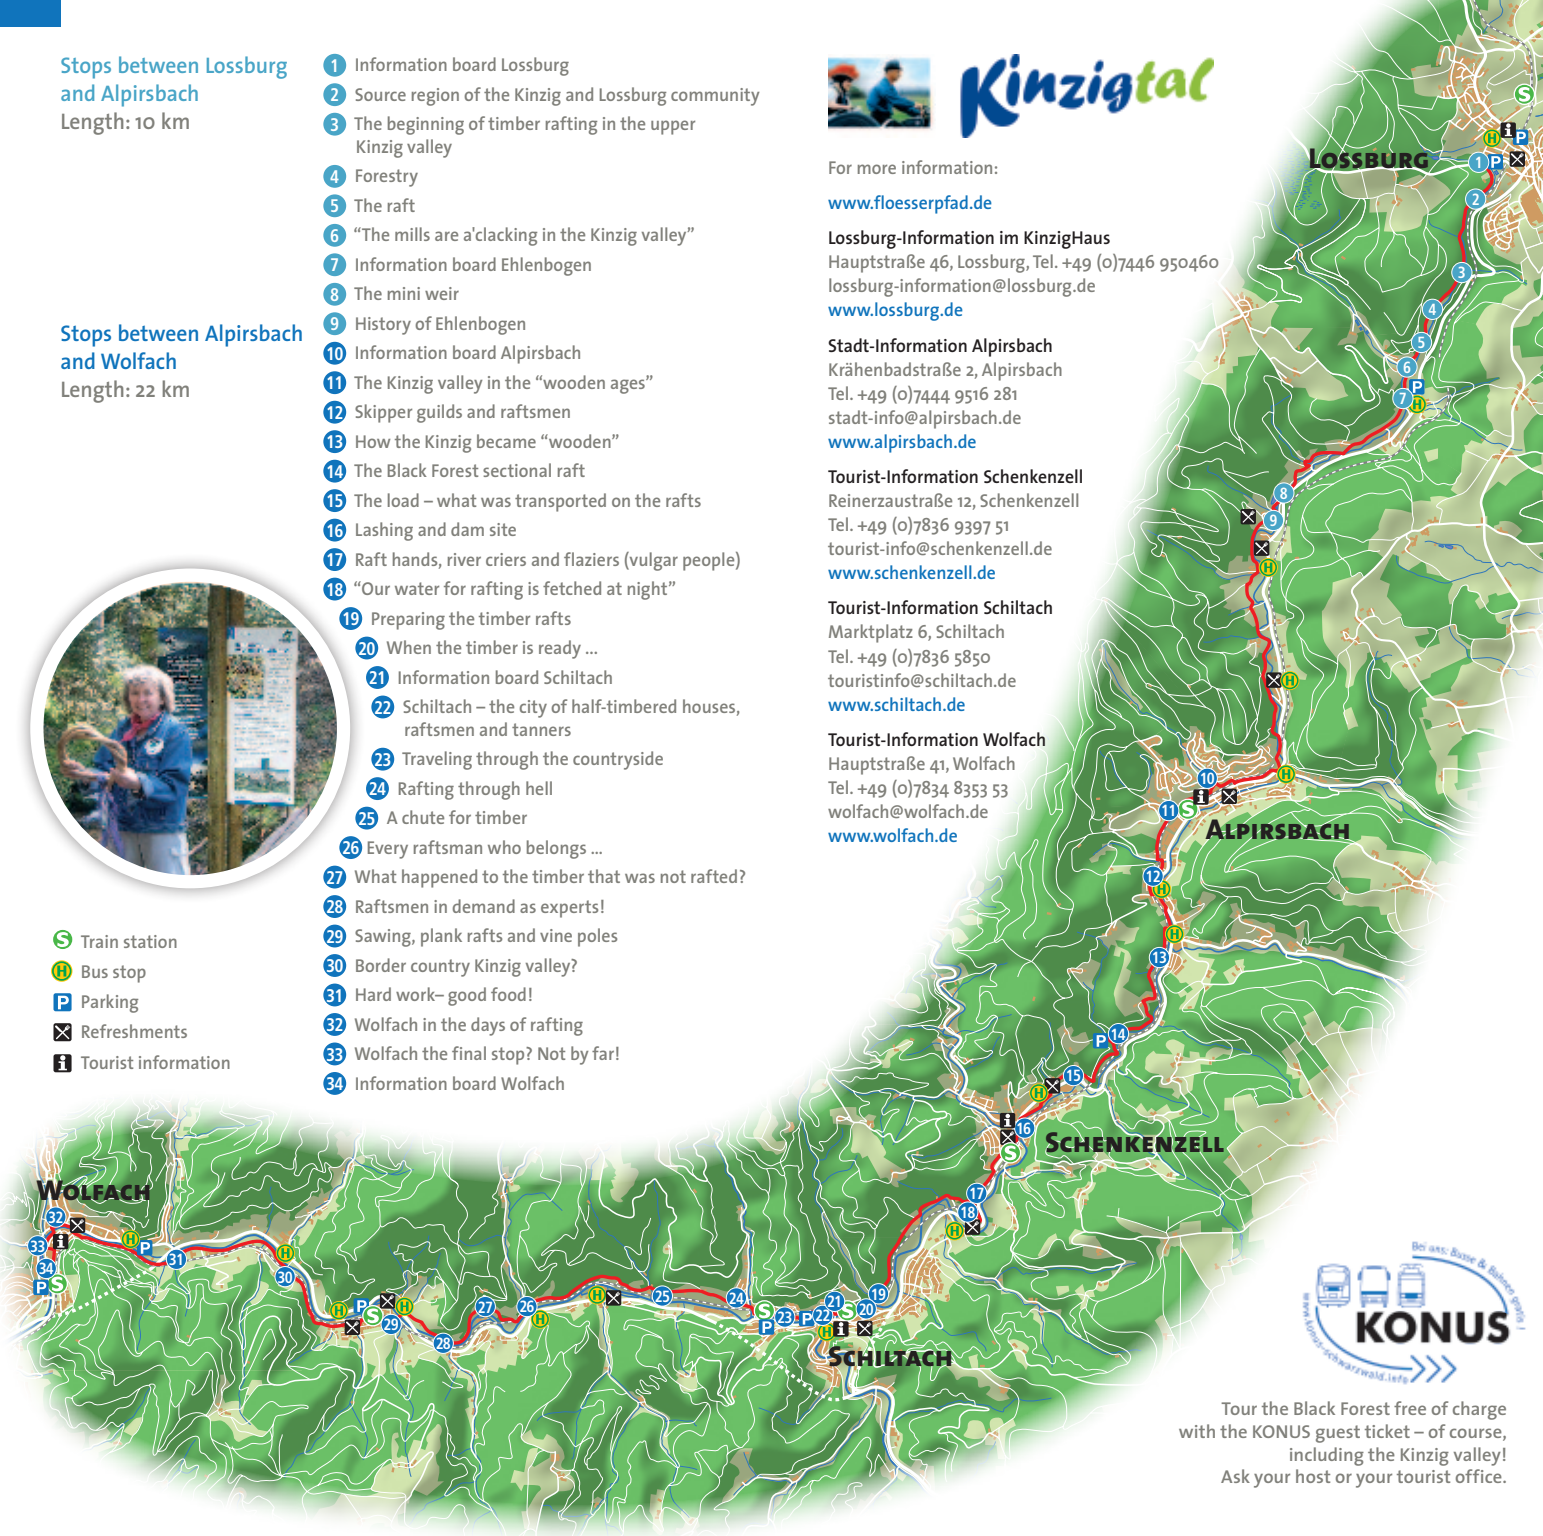 Stops between Lossburg
and Alpirsbach
Length: 10 km
Stops between Alpirsbach
and Wolfach
Length: 22 km
1 Information board Lossburg
2 Source region of the Kinzig and Lossburg community
3 The beginning of timber rafting in the upper
Kinzig valley
4 Forestry
5 The raft
6 “The mills are a'clacking in the Kinzig valley”
7 Information board Ehlenbogen
8 The mini weir
9 History of Ehlenbogen
10 Information board Alpirsbach
11 The Kinzig valley in the “wooden ages”
12 Skipper guilds and raftsmen
13 How the Kinzig became “wooden”
14 The Black Forest sectional raft
15 The load – what was transported on the rafts
16 Lashing and dam site
17 Raft hands, river criers and flaziers (vulgar people)
18 “Our water for rafting is fetched at night”
19 Preparing the timber rafts
20 When the timber is ready ...
21 Information board Schiltach
22 Schiltach – the city of half-timbered houses,
raftsmen and tanners
23 Traveling through the countryside
24 Rafting through hell
25 A chute for timber
26 Every raftsman who belongs ...
27 What happened to the timber that was not rafted?
28 Raftsmen in demand as experts!
29 Sawing, plank rafts and vine poles
30 Border country Kinzig valley?
31 Hard work– good food!
32 Wolfach in the days of rafting
33 Wolfach the final stop? Not by far!
34 Information board Wolfach
S Train station
H Bus stop
P Parking
Refreshments
i Tourist information
Kinzigtal
For more information:
www.floesserpfad.de
Lossburg-Information im KinzigHaus
Hauptstraße 46, Lossburg, Tel. +49 (0)7446 950460
lossburg-information@lossburg.de
www.lossburg.de
Stadt-Information Alpirsbach
Krähenbadstraße 2, Alpirsbach
Tel. +49 (0)7444 9516 281
stadt-info@alpirsbach.de
www.alpirsbach.de
Tourist-Information Schenkenzell
Reinerzaustraße 12, Schenkenzell
Tel. +49 (0)7836 9397 51
tourist-info@schenkenzell.de
www.schenkenzell.de
Tourist-Information Schiltach
Marktplatz 6, Schiltach
Tel. +49 (0)7836 5850
touristinfo@schiltach.de
www.schiltach.de
Tourist-Information Wolfach
Hauptstraße 41, Wolfach
Tel. +49 (0)7834 8353 53
wolfach@wolfach.de
www.wolfach.de
LOSSBURG
ALPIRSBACH
SCHENKENZELL
SCHILTACH
WOLFACH
Bei uns: Busse & Bahnen gratis!
KONUS
www.konus-schwarzwald.info
Tour the Black Forest free of charge
with the KONUS guest ticket – of course,
including the Kinzig valley!
Ask your host or your tourist office.